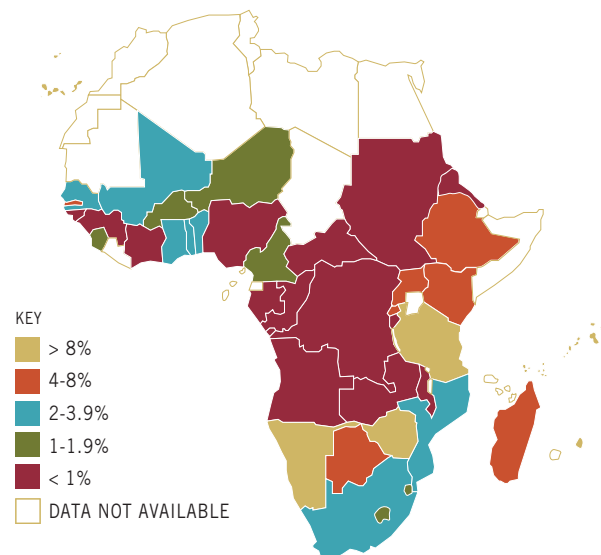 KEY
> 8%
4-8%
2-3.9%
1-1.9%
< 1%
DATA NOT AVAILABLE